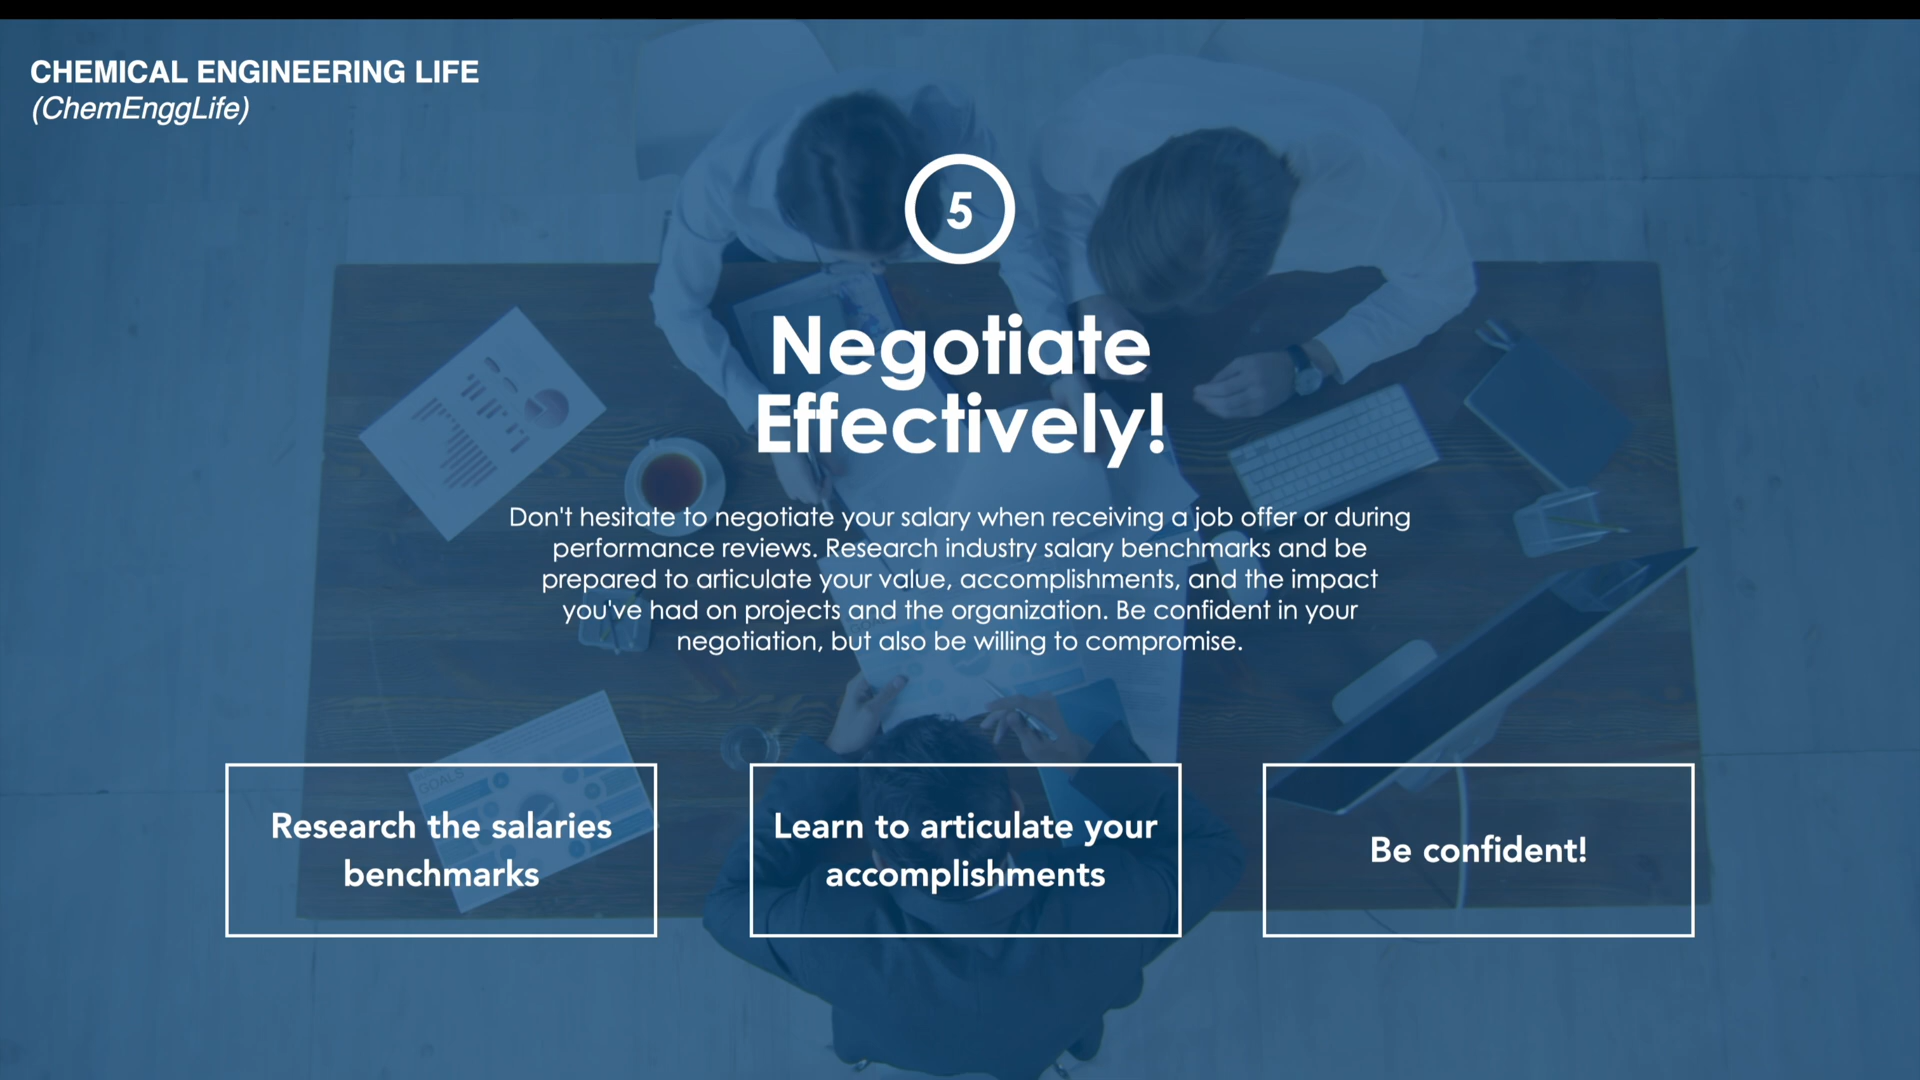 CHEMICAL ENGINEERING LIFE
(ChemEnggLife)
5
Negotiate
Effectively!
Don't hesitate to negotiate your salary when receiving a job offer or during
performance reviews. Research industry salary benchmarks and be
prepared to articulate your value, accomplishments, and the impact
you've had on projects and the organization. Be confident in your
negotiation, but also be willing to compromise.
GOALS
Research the salaries
benchmarks
Learn to articulate your
accomplishments
Be confident!